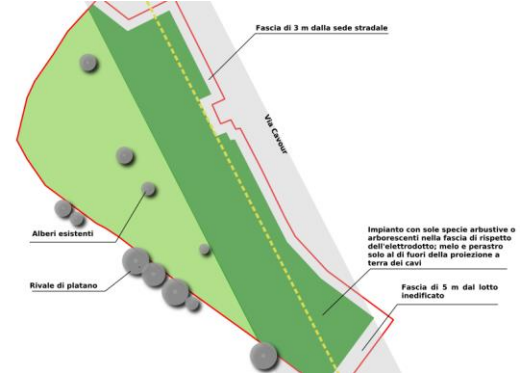 Fascia di 3 m dalla sede stradale
Via Cavour
Alberi esistenti
Impianto con sole specie arbustive o
arborescenti nella fascia di rispetto
dell'elettrodotto; melo e perastro
solo al di fuori della proiezione a
terra dei cavi
Rivale di platano
Fascia di 5 m dal lotto
inedificato